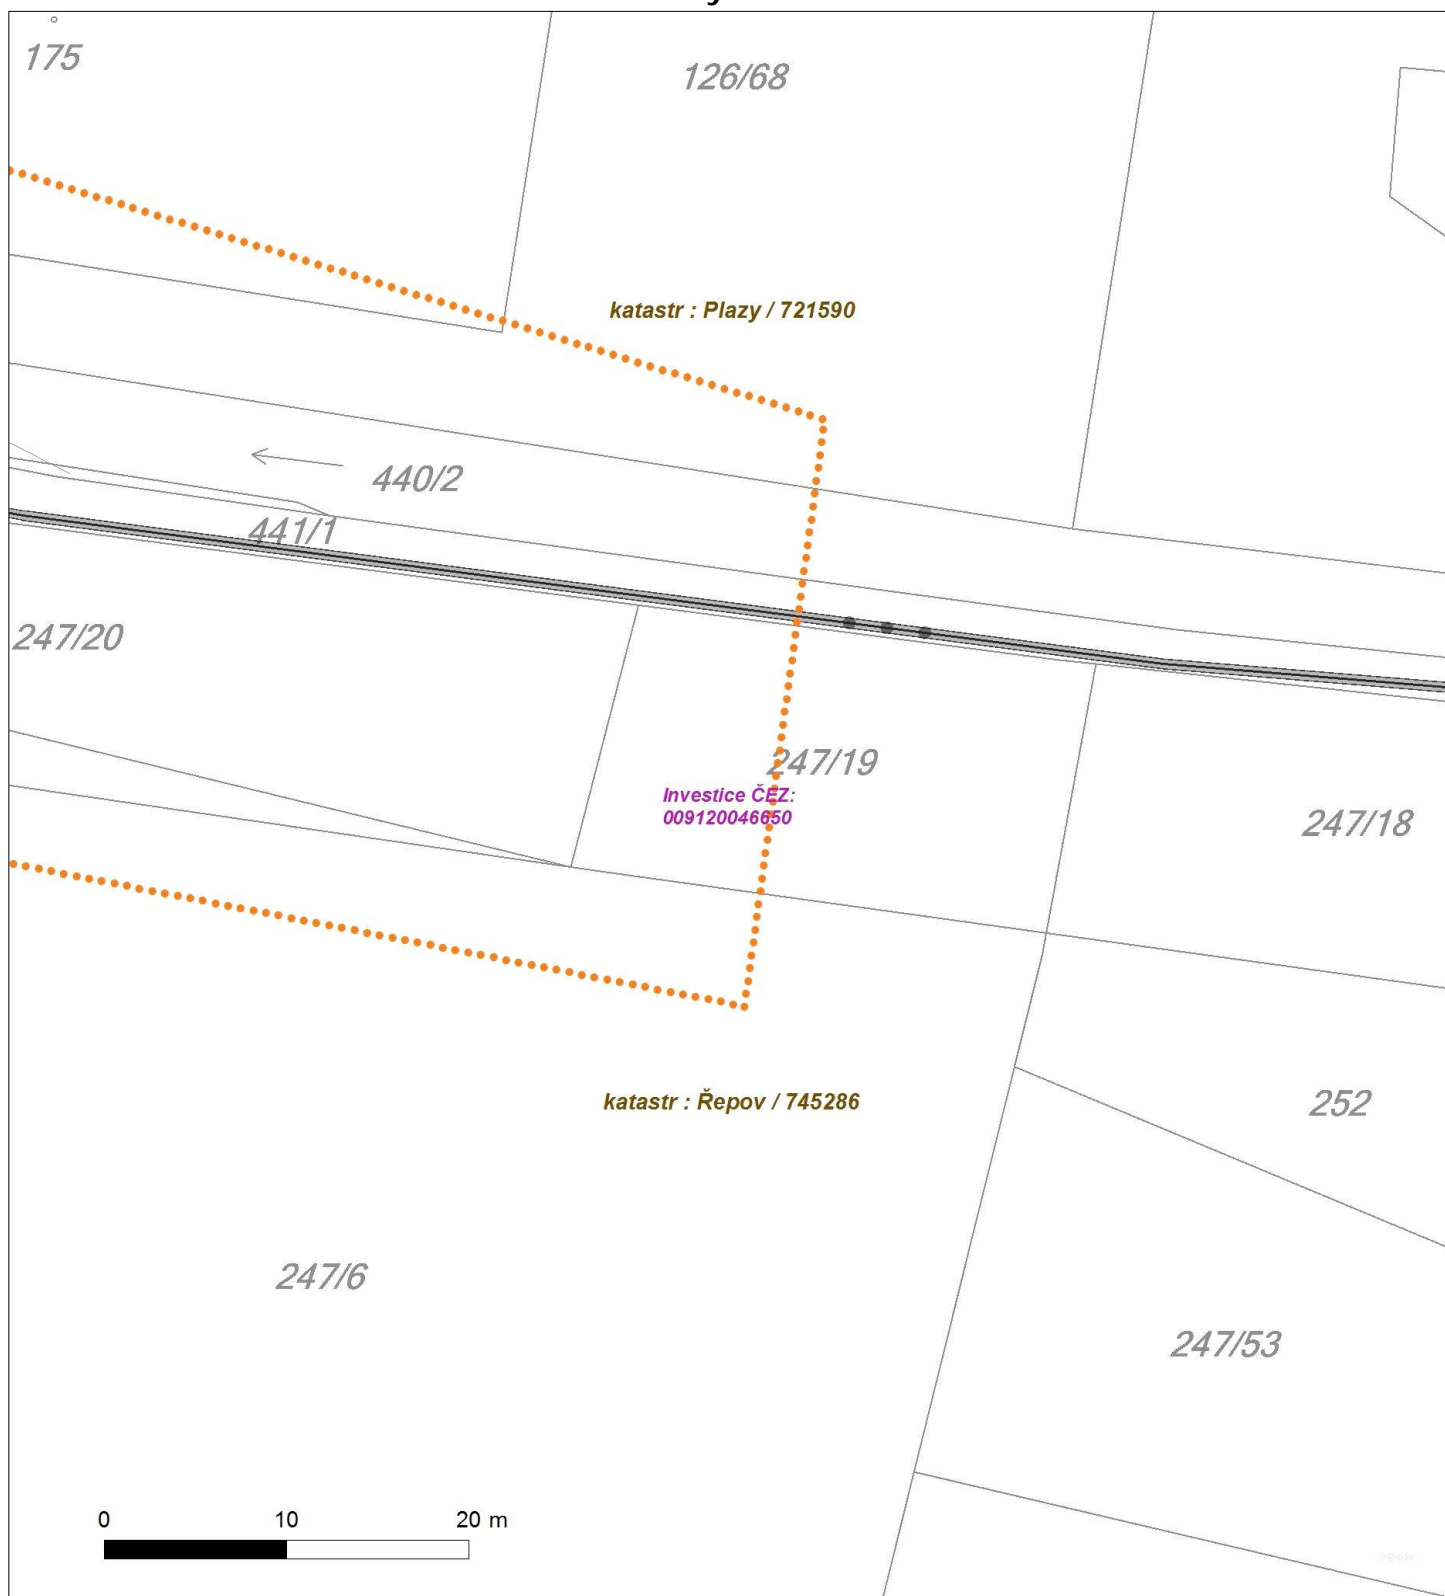 175
126/68
katastr : Plazy / 721590
440/2
441/1
247/20
247/19
Investice ČEZ:
009120046650
247/18
katastr : Řepov / 745286
252
247/6
247/53
0 10 20 m